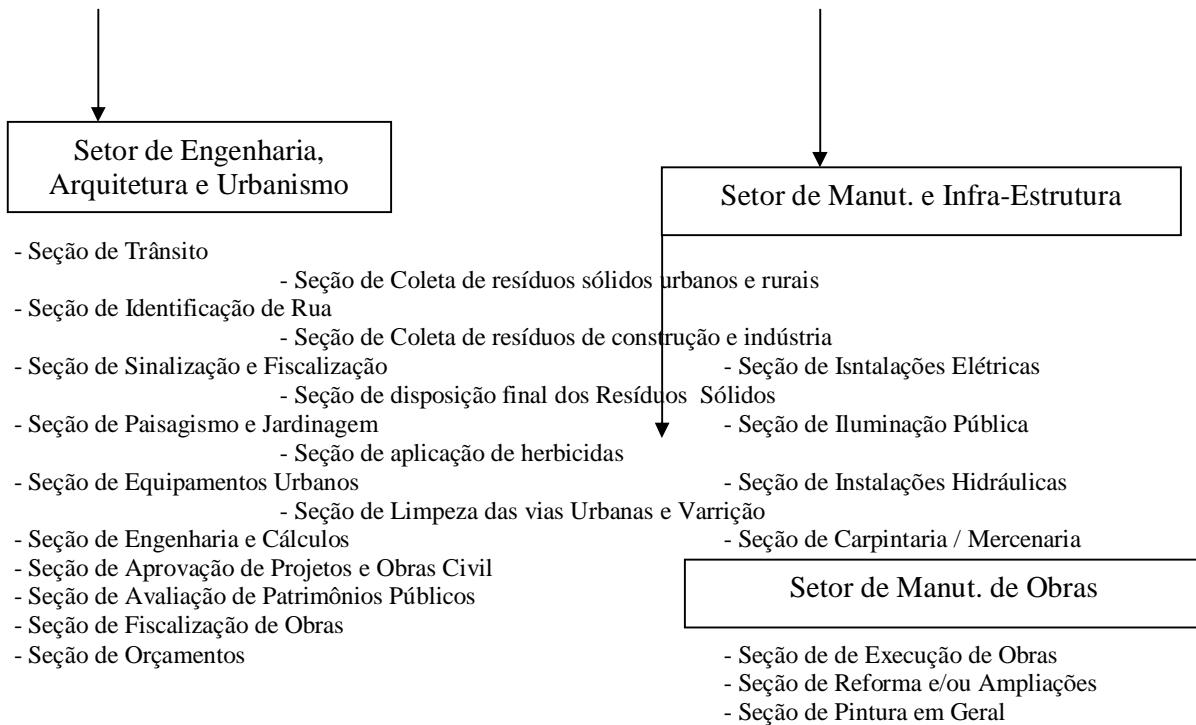 Setor de Engenharia,
Arquitetura e Urbanismo
Setor de Manut. e Infra-Estrutura
- Seção de Trânsito
- Seção de Coleta de resíduos sólidos urbanos e rurais
- Seção de Identificação de Rua
- Seção de Coleta de resíduos de construção e indústria
- Seção de Sinalização e Fiscalização
- Seção de Isntalações Elétricas
- Seção de disposição final dos Resíduos Sólidos
- Seção de Paisagismo e Jardinagem
- Seção de Iluminação Pública
- Seção de aplicação de herbicidas
- Seção de Equipamentos Urbanos
- Seção de Instalações Hidráulicas
- Seção de Limpeza das vias Urbanas e Varrição
- Seção de Engenharia e Cálculos
- Seção de Carpintaria / Mercenaria
- Seção de Aprovação de Projetos e Obras Civil
- Seção de Avaliação de Patrimônios Públicos
- Seção de Fiscalização de Obras
- Seção de Orçamentos
Setor de Manut. de Obras
- Seção de de Execução de Obras
- Seção de Reforma e/ou Ampliações
- Seção de Pintura em Geral